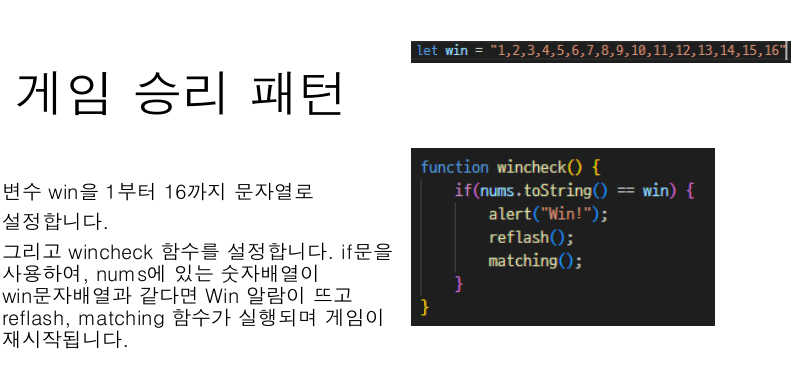 let win = "1,2,3,4,5,6,7,8,9,10,11,12,13,14,15,16"
게임 승리 패턴
변수 win을 1부터 16까지 문자열로
설정합니다.
그리고 wincheck 함수를 설정합니다. if문을
사용하여, nums에 있는 숫자배열이
win문자배열과 같다면 Win 알람이 뜨고
reflash, matching 함수가 실행되며 게임이
재시작됩니다.
function wincheck() {
if(nums.toString() == win) {
alert("Win!");
reflash();
matching();
}
}